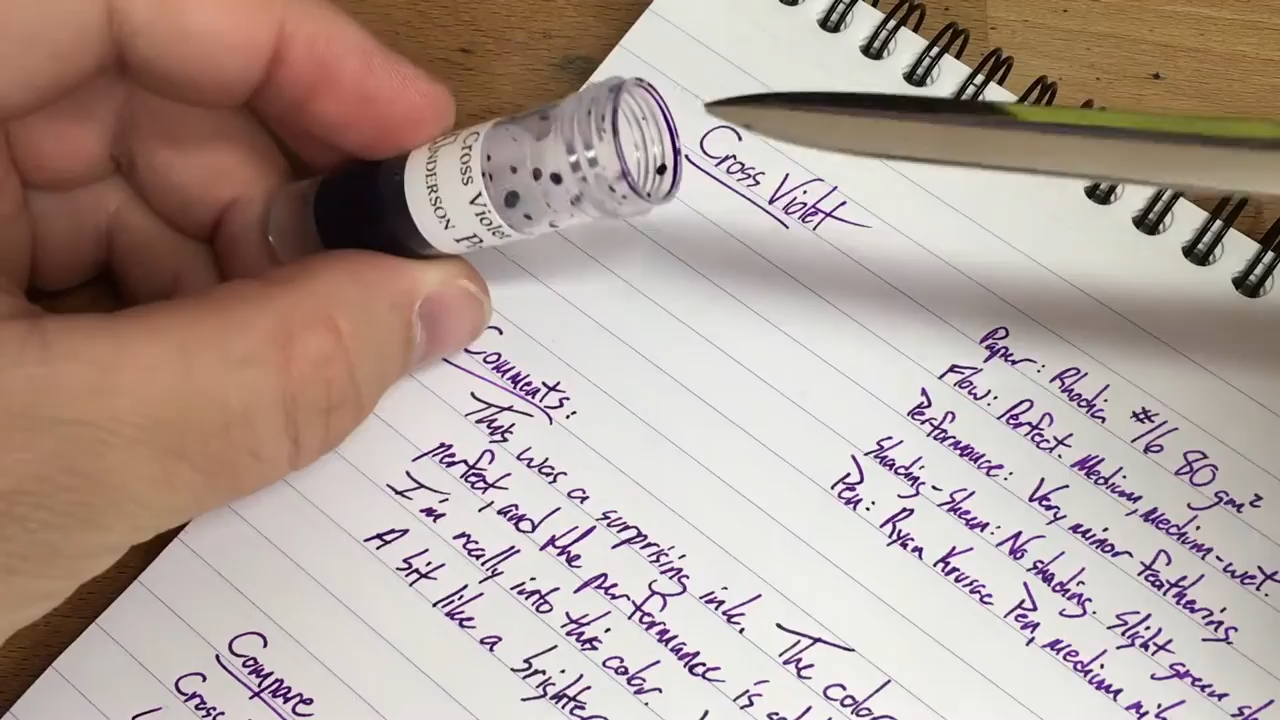 Cross Violet
ANDERSON
Cross Violet
Paper: Rhodia #16 80 gm²
Flow: Perfect. Medium, medium-wet.
Performance: Very minor feathering.
Shading-Sheen: No shading. Slight green
Pen: Ryan Krusac Pen, medium
Comments:
This was a surprising ink. The color
perfect, and the performance is
I'm really into this color.
A bit like a brighter
Compare
Cross